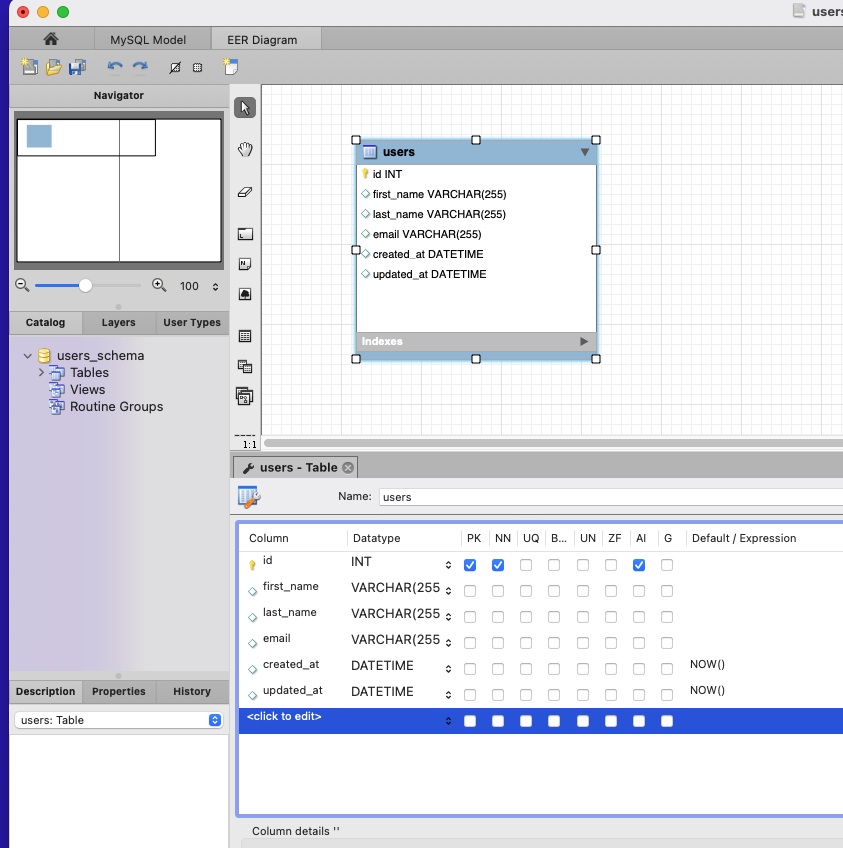 users
MySQL Model
EER Diagram
Navigator
100
Catalog
Layers
User Types
users_schema
Tables
Views
Routine Groups
Description
Properties
History
users: Table
users
id INT
first_name VARCHAR(255)
last_name VARCHAR(255)
email VARCHAR(255)
created_at DATETIME
updated_at DATETIME
Indexes
1:1
users - Table
Name: users
Column Datatype PK NN UQ B... UN ZF AI G Default / Expression
id INT
first_name VARCHAR(255
last_name VARCHAR(255
email VARCHAR(255
created_at DATETIME NOW()
updated_at DATETIME NOW()
<click to edit>
Column details ''